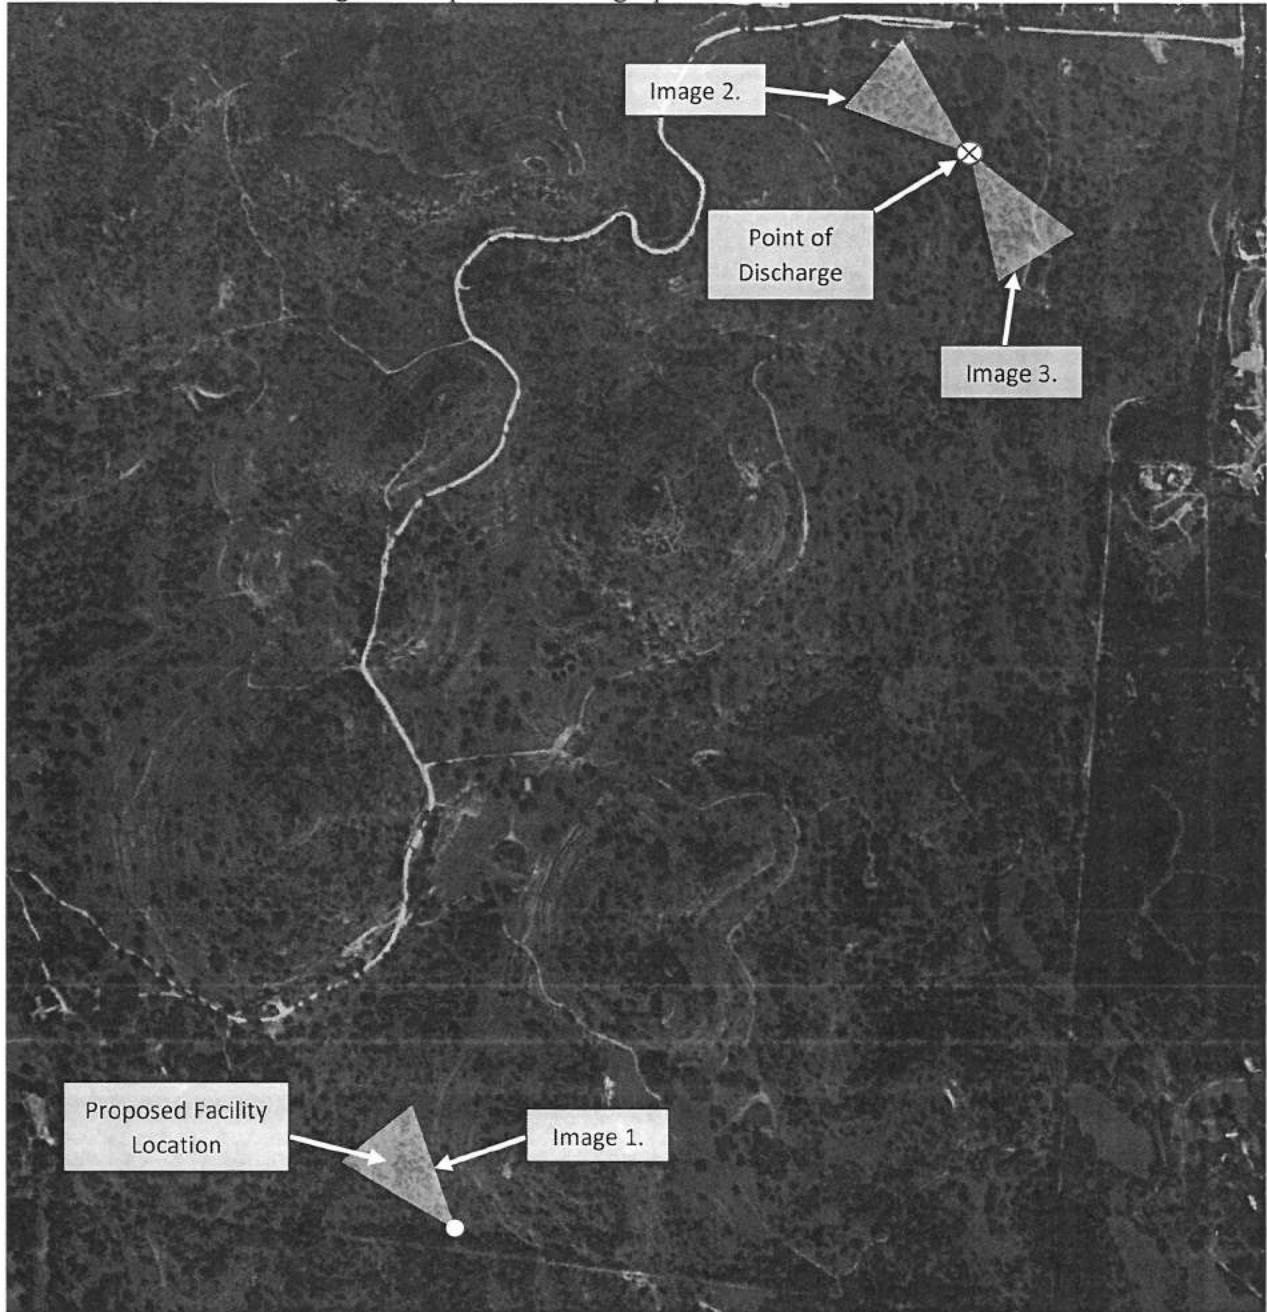 Image 2.
Point of
Discharge
Image 3.
Proposed Facility
Location
Image 1.